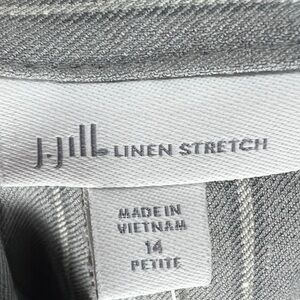 J.Jill LINEN STRETCH
MADE IN
VIETNAM
14
PETITE